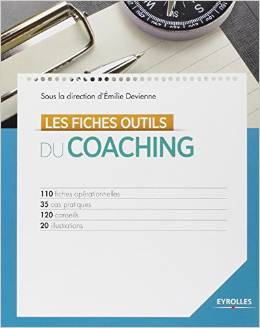 Sous la direction d'Émilie Devienne
LES FICHES OUTILS
DU COACHING
110 fiches opérationnelles
35 cas pratiques
120 conseils
20 illustrations
EYROLLES